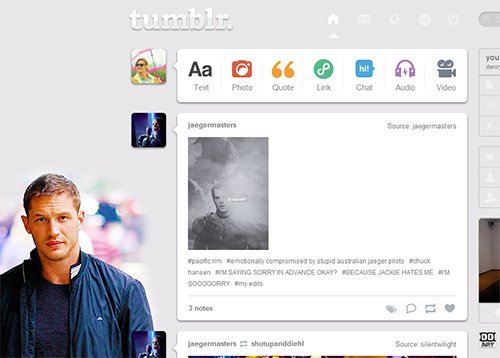 tumblr.
Aa
hi!
Text Photo Quote Link Chat Audio Video
you
danc
jaegermasters
Source: jaegermasters
#pacific rim #emotionally compromised by stupid australian jaeger pilots #chuck
hansen #I'M SAYING SORRY IN ADVANCE OKAY? #BECAUSE JACKIE HATES ME #I'M
SOOOOORRY #my edits
3 notes
jaegermasters shutupanddiehl
Source: silentwilight